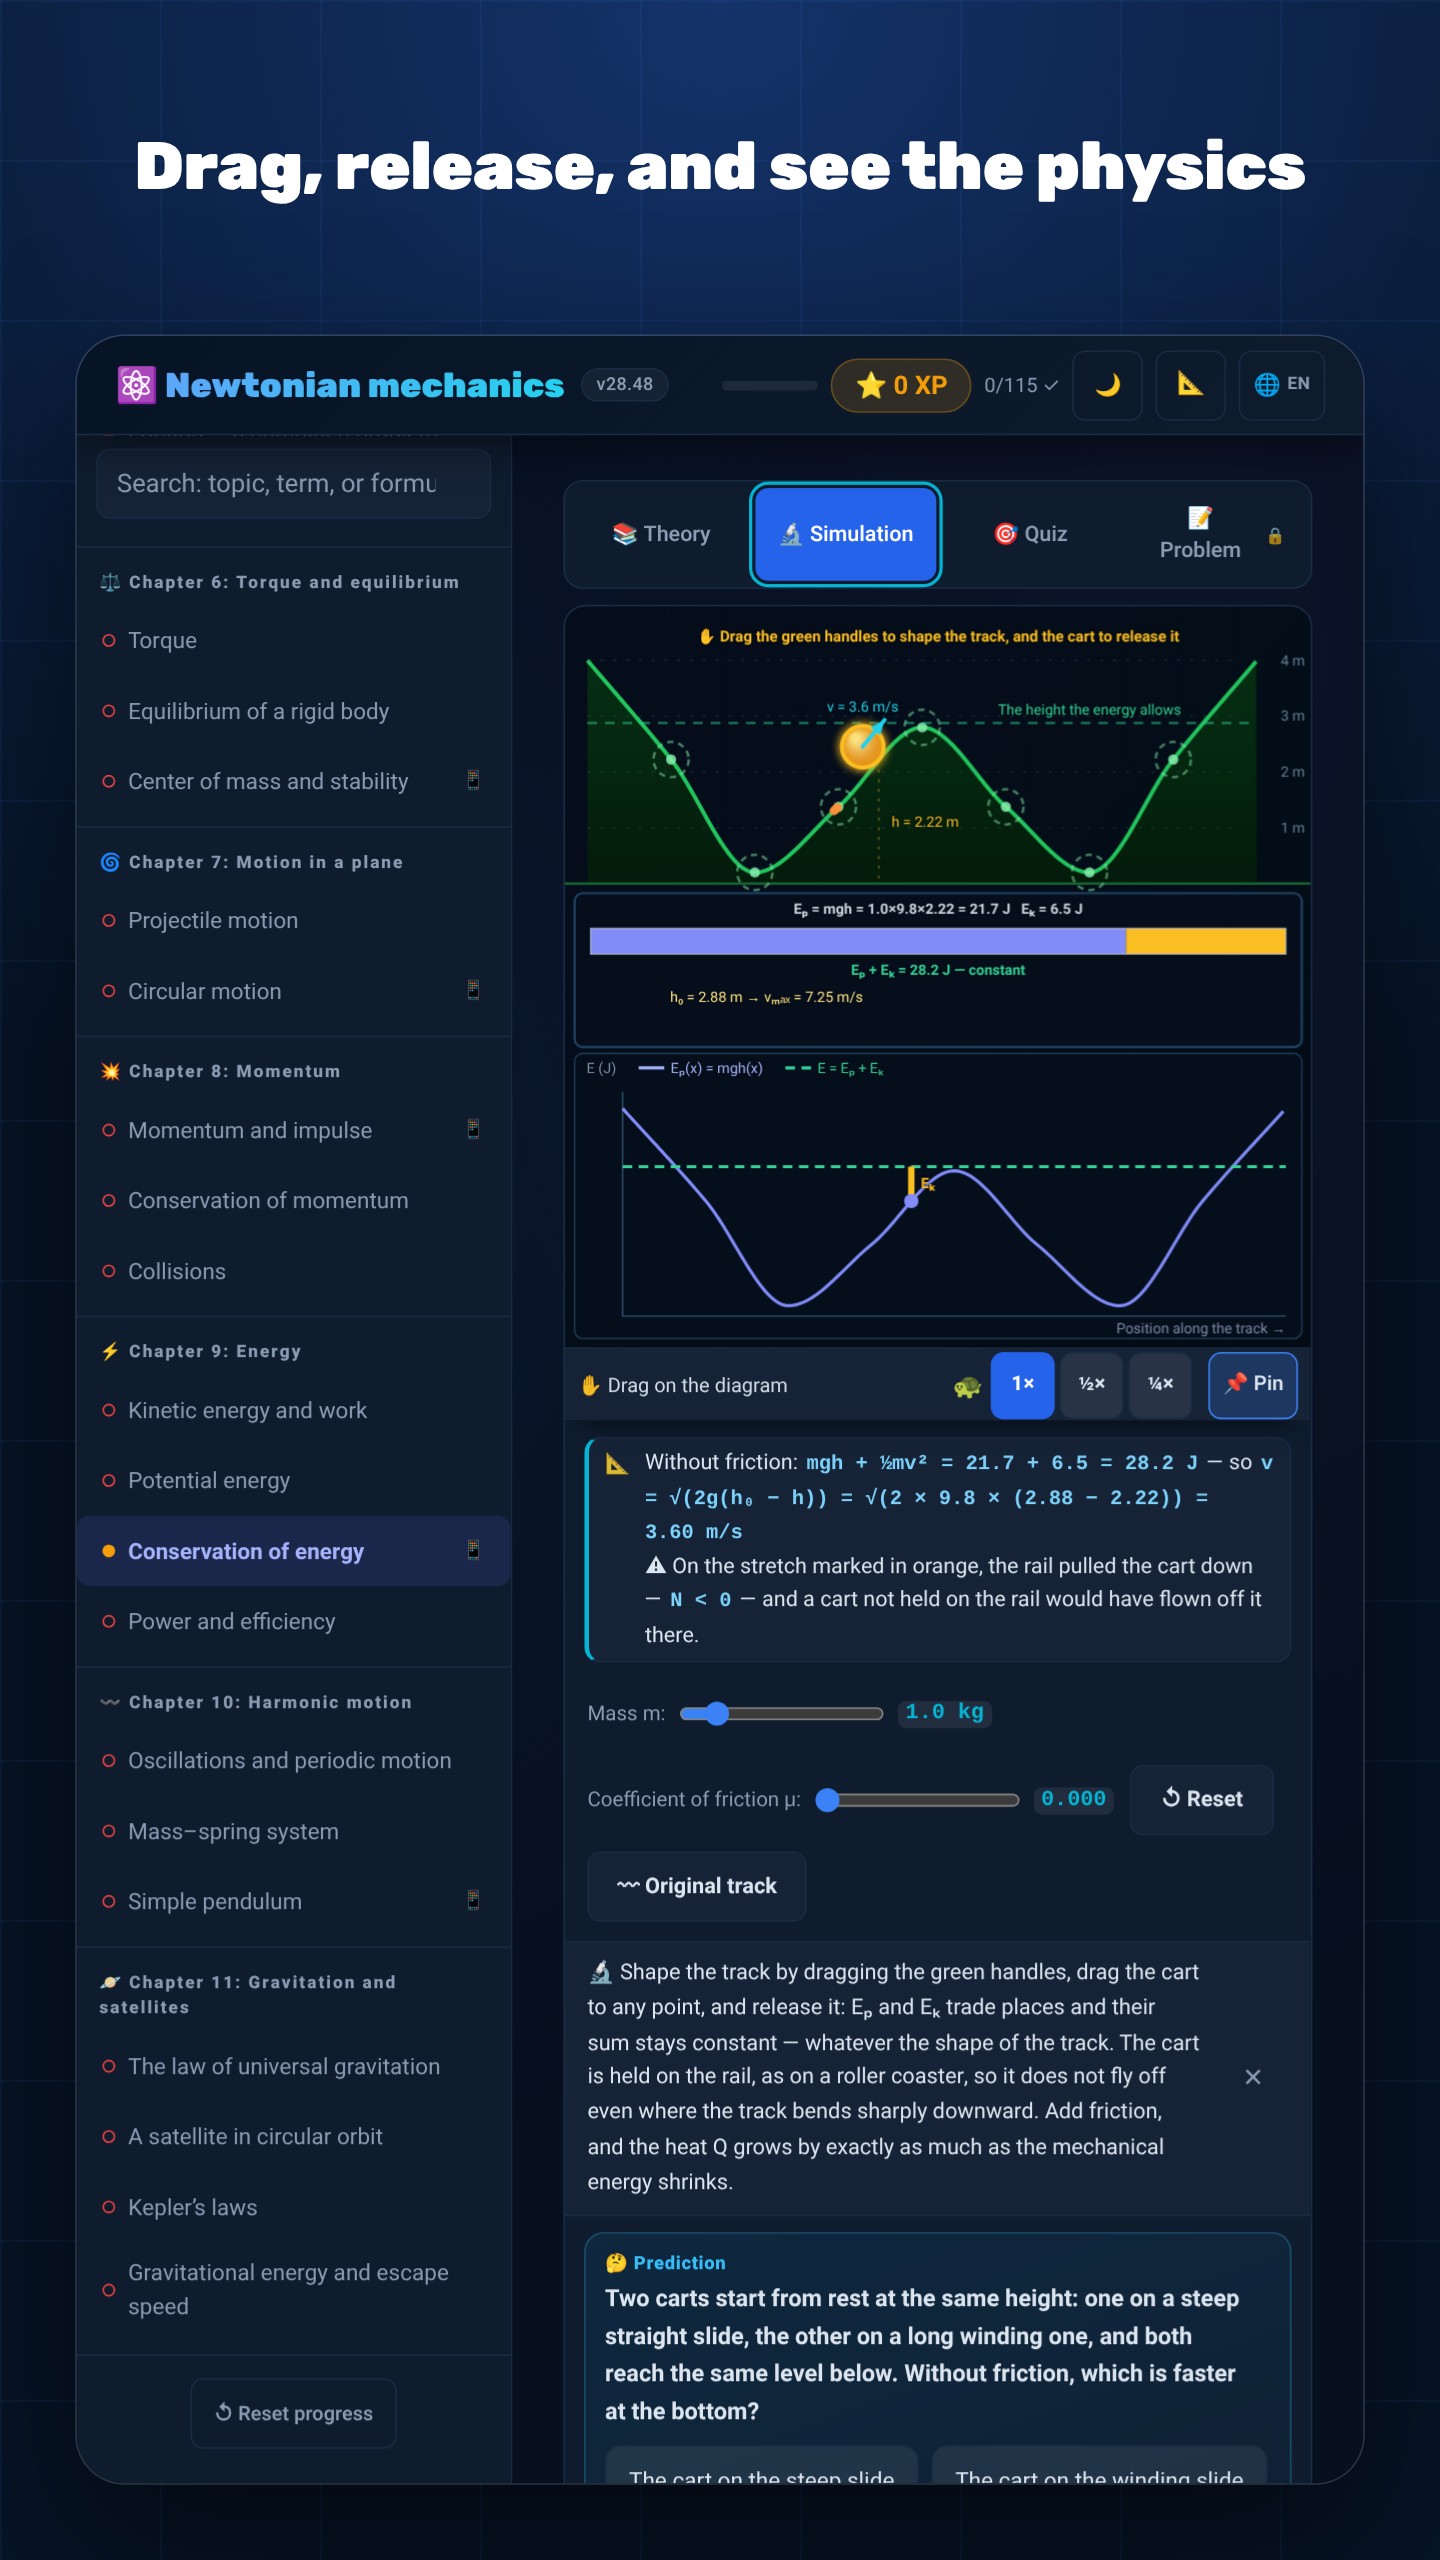 Drag, release, and see the physics
Newtonian mechanics
v28.48
0 XP
0/115 ✓
EN
Search: topic, term, or formu
Chapter 6: Torque and equilibrium
Torque
Equilibrium of a rigid body
Center of mass and stability
Chapter 7: Motion in a plane
Projectile motion
Circular motion
Chapter 8: Momentum
Momentum and impulse
Conservation of momentum
Collisions
Chapter 9: Energy
Kinetic energy and work
Potential energy
Conservation of energy
Power and efficiency
Chapter 10: Harmonic motion
Oscillations and periodic motion
Mass–spring system
Simple pendulum
Chapter 11: Gravitation and
satellites
The law of universal gravitation
A satellite in circular orbit
Kepler's laws
Gravitational energy and escape
speed
Reset progress
Theory
Simulation
Quiz
Problem
Drag the green handles to shape the track, and the cart to release it
4 m
v = 3.6 m/s
The height the energy allows
3 m
2 m
h = 2.22 m
1 m
Eₚ = mgh = 1.0×9.8×2.22 = 21.7 J Eₖ = 6.5 J
Eₚ + Eₖ = 28.2 J — constant
h₀ = 2.88 m → vₘₐₓ = 7.25 m/s
E (J)
Eₚ(x) = mgh(x)
E = Eₚ + Eₖ
Eₖ
Position along the track →
Drag on the diagram
1×
½×
¼×
Pin
Without friction: mgh + ½mv² = 21.7 + 6.5 = 28.2 J — so v
= √(2g(h₀ − h)) = √(2 × 9.8 × (2.88 − 2.22)) =
3.60 m/s
⚠ On the stretch marked in orange, the rail pulled the cart down
— N < 0 — and a cart not held on the rail would have flown off it
there.
Mass m:
1.0 kg
Coefficient of friction μ:
0.000
Reset
Original track
Shape the track by dragging the green handles, drag the cart
to any point, and release it: Eₚ and Eₖ trade places and their
sum stays constant — whatever the shape of the track. The cart
is held on the rail, as on a roller coaster, so it does not fly off
even where the track bends sharply downward. Add friction,
and the heat Q grows by exactly as much as the mechanical
energy shrinks.
Prediction
Two carts start from rest at the same height: one on a steep
straight slide, the other on a long winding one, and both
reach the same level below. Without friction, which is faster
at the bottom?
The cart on the steep slide
The cart on the winding slide